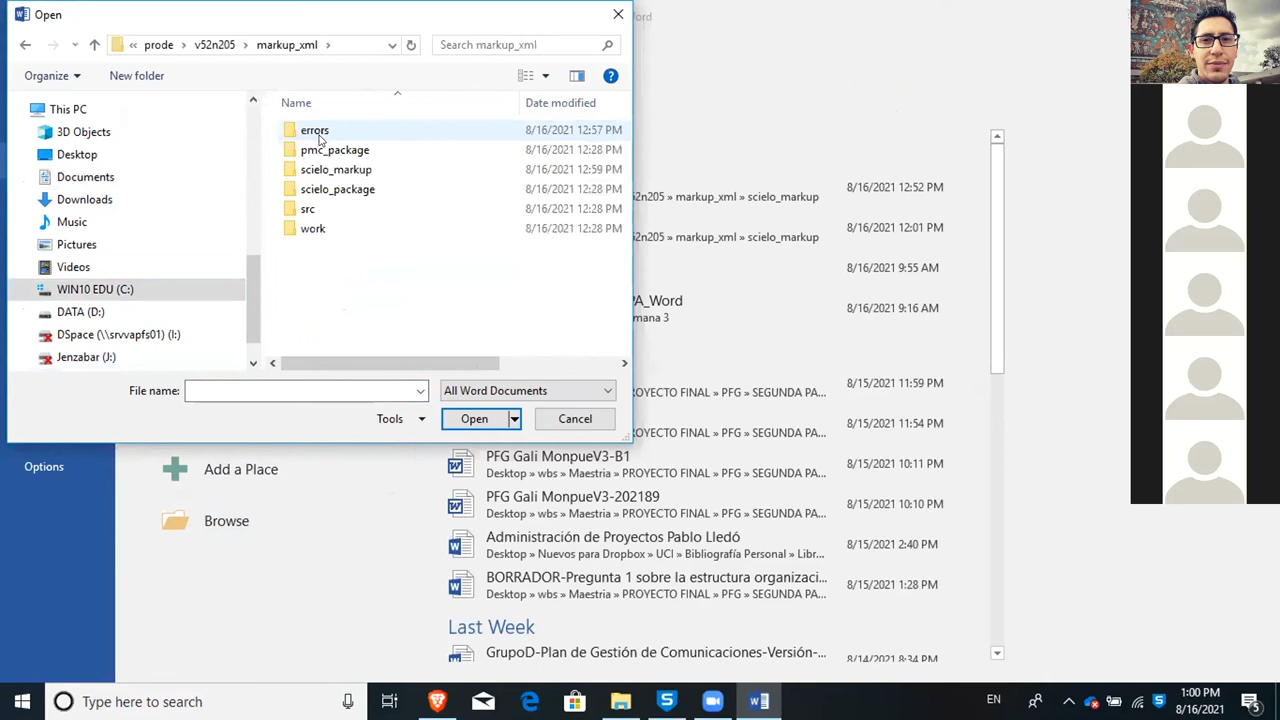 Open
Word
« prode › v52n205 › markup_xml ›
Search markup_xml
Organize
New folder
Name
Date modified
This PC
3D Objects
Desktop
Documents
Downloads
Music
Pictures
Videos
WIN10 EDU (C:)
DATA (D:)
DSpace (\\srvvapfs01) (I:)
Jenzabar (J:)
errors 8/16/2021 12:57 PM
pmc_package 8/16/2021 12:28 PM
scielo_markup 8/16/2021 12:59 PM
scielo_package 8/16/2021 12:28 PM
src 8/16/2021 12:28 PM
work 8/16/2021 12:28 PM
File name:
All Word Documents
Tools
Open
Cancel
8/16/2021 12:52 PM
v52n205 » markup_xml » scielo_markup
8/16/2021 12:01 PM
v52n205 » markup_xml » scielo_markup
8/16/2021 9:55 AM
PA_Word
mana 3
8/16/2021 9:16 AM
8/15/2021 11:59 PM
ROYECTO FINAL » PFG » SEGUNDA PA...
8/15/2021 11:54 PM
ROYECTO FINAL » PFG » SEGUNDA PA...
PFG Gali MonpueV3-B1
Desktop » wbs » Maestria » PROYECTO FINAL » PFG » SEGUNDA PA...
8/15/2021 10:11 PM
PFG Gali MonpueV3-202189
Desktop » wbs » Maestria » PROYECTO FINAL » PFG » SEGUNDA PA...
8/15/2021 10:10 PM
Administración de Proyectos Pablo Lledó
Desktop » Nuevos para Dropbox » UCI » Bibliografía Personal » Libr...
8/15/2021 2:40 PM
BORRADOR-Pregunta 1 sobre la estructura organizaci...
Desktop » wbs » Maestria » PROYECTO FINAL » PFG » SEGUNDA PA...
8/15/2021 1:28 PM
Last Week
GrupoD-Plan de Gestión de Comunicaciones-Versión-...
8/14/2021 8:34 PM
Options
Add a Place
Browse
Type here to search
EN
1:00 PM
8/16/2021
5